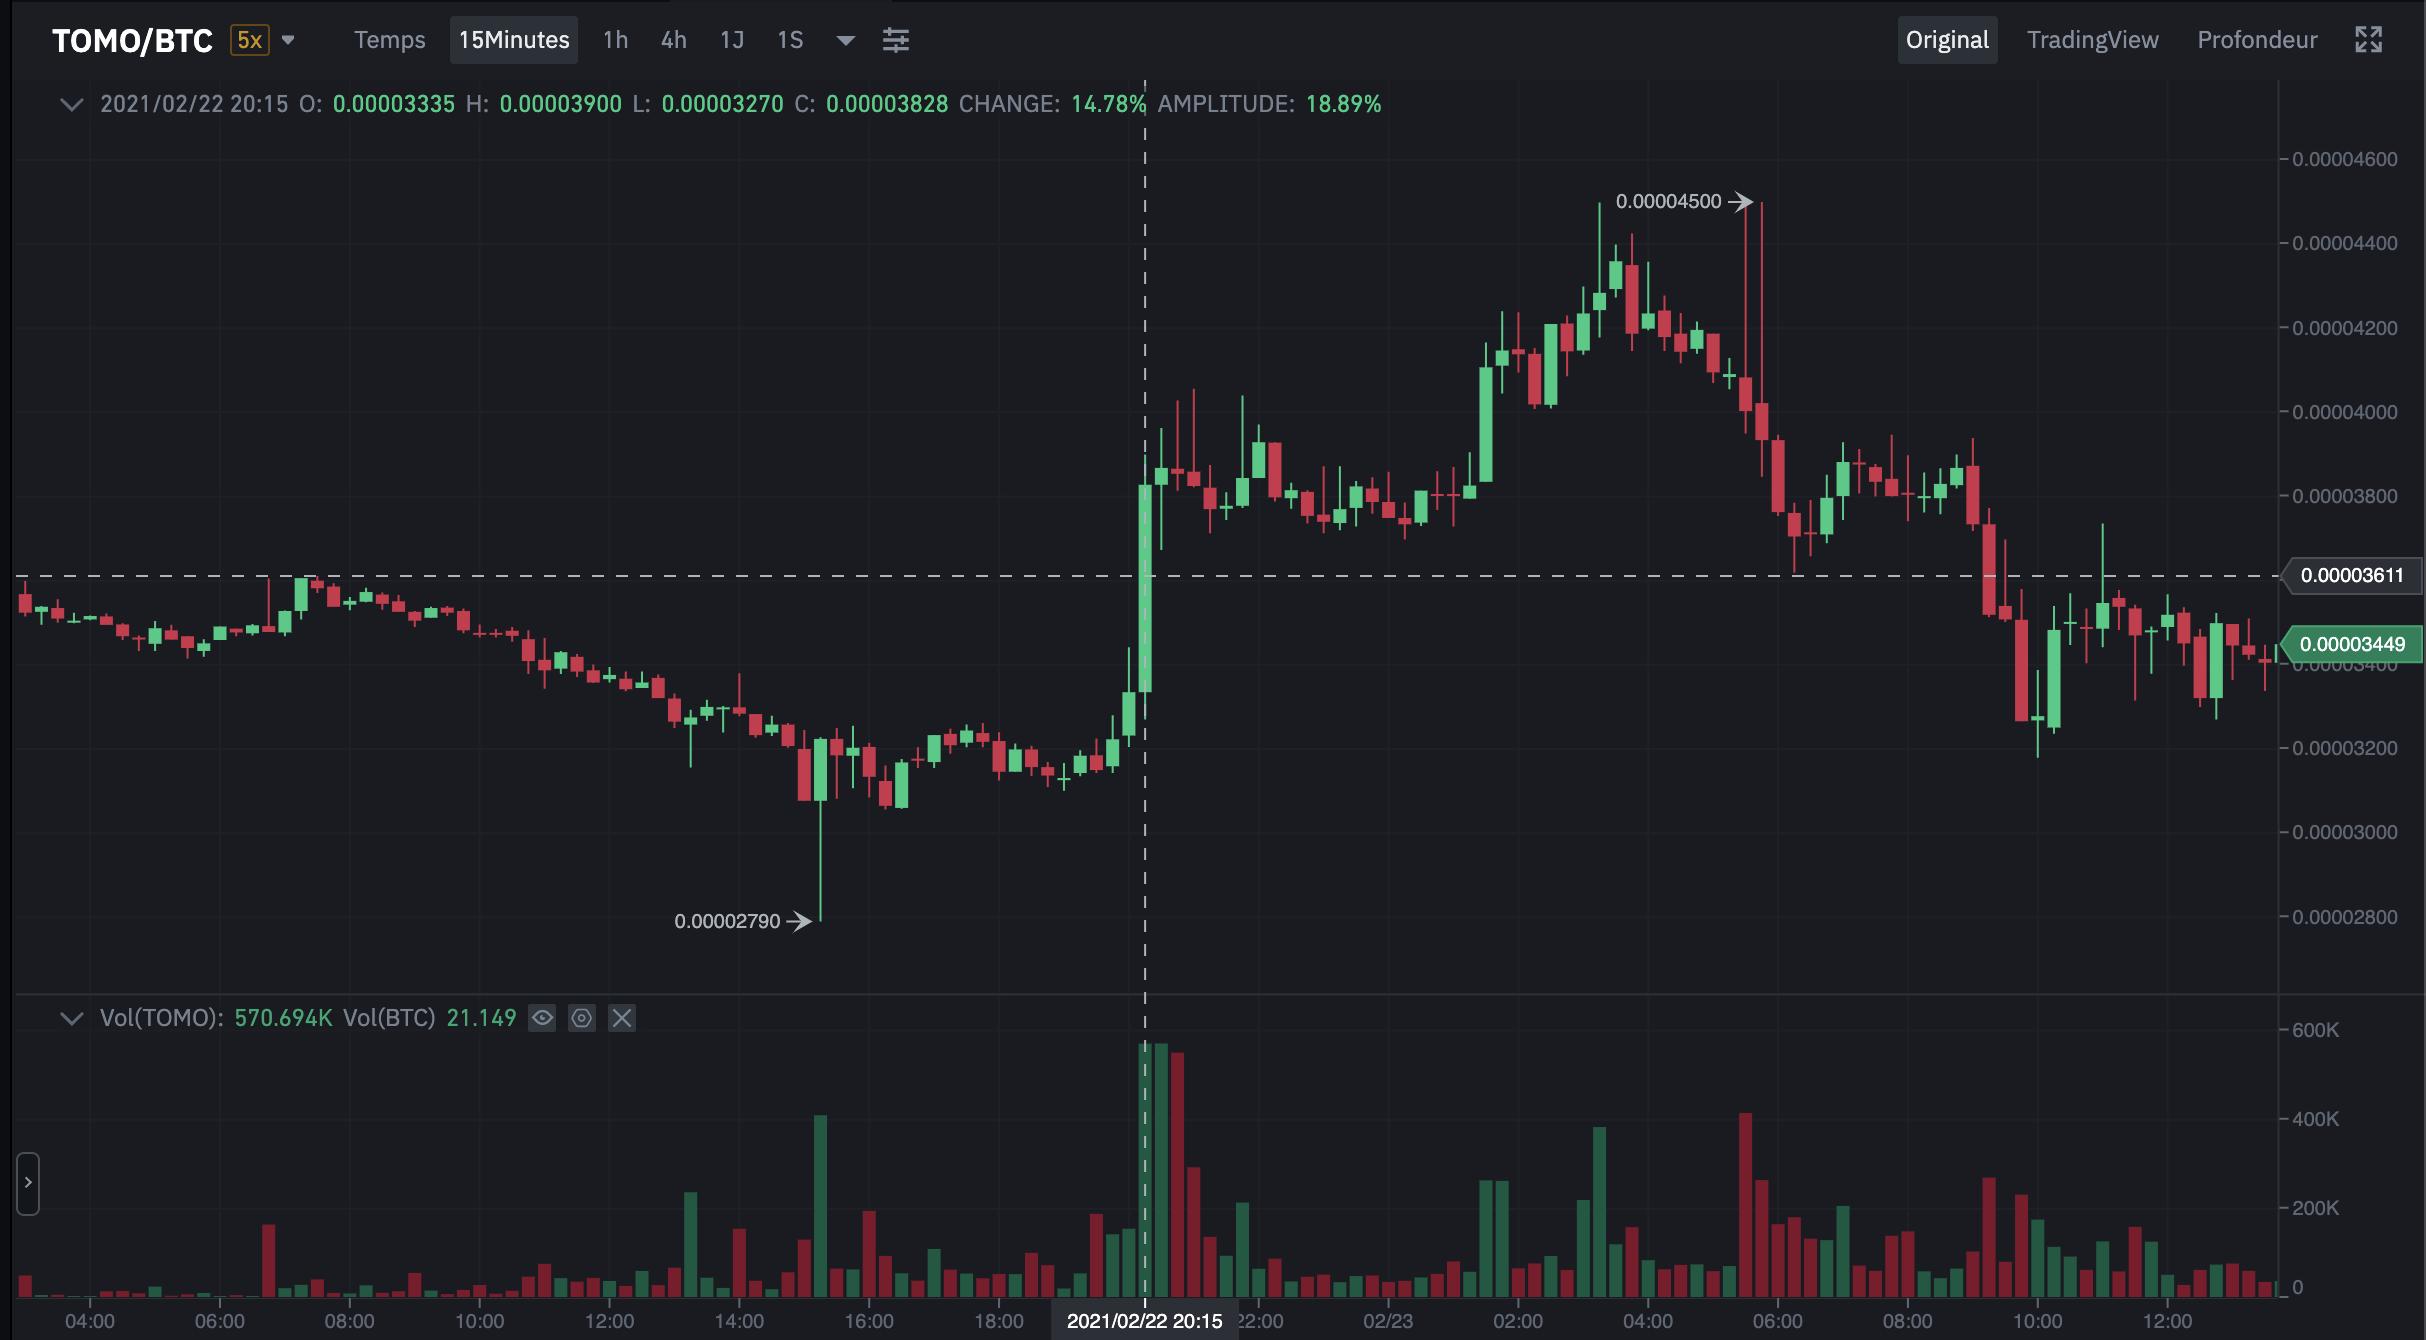 TOMO/BTC 5x Temps 15Minutes 1h 4h 1J 1S Original TradingView Profondeur
2021/02/22 20:15 O: 0.00003335 H: 0.00003900 L: 0.00003270 C: 0.00003828 CHANGE: 14.78% AMPLITUDE: 18.89%
0.00004600
0.00004500
0.00004400
0.00004200
0.00004000
0.00003800
0.00003611
0.00003449
0.00003400
0.00003200
0.00003000
0.00002790
0.00002800
Vol(TOMO): 570.694K Vol(BTC) 21.149
600K
400K
200K
0
04:00 06:00 08:00 10:00 12:00 14:00 16:00 18:00 2021/02/22 20:15 22:00 02/23 02:00 04:00 06:00 08:00 10:00 12:00